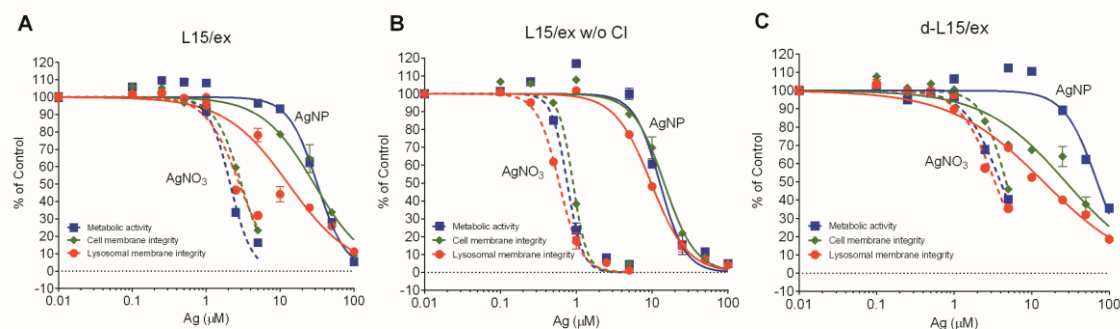 A
L15/ex
% of Control
120
110
100
90
80
70
60
50
40
30
20
10
0
AgNP
AgNO3
Metabolic activity
Cell membrane integrity
Lysosomal membrane integrity
0.01
0.1
1
10
100
Ag (μM)
B
L15/ex w/o Cl
% of Control
120
110
100
90
80
70
60
50
40
30
20
10
0
AgNP
AgNO3
Metabolic activity
Cell membrane integrity
Lysosomal membrane integrity
0.01
0.1
1
10
100
Ag (μM)
C
d-L15/ex
% of Control
120
110
100
90
80
70
60
50
40
30
20
10
0
AgNP
AgNO3
Metabolic activity
Cell membrane integrity
Lysosomal membrane integrity
0.01
0.1
1
10
100
Ag (μM)